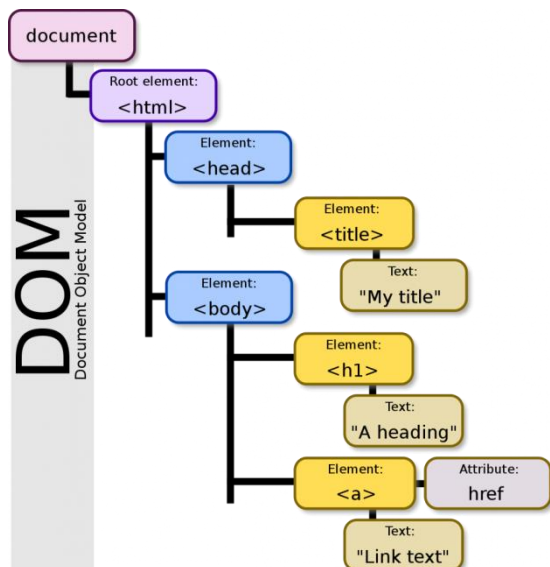 document
Root element:
<html>
Element:
<head>
Element:
<title>
Text:
"My title"
Element:
<body>
Element:
<h1>
Text:
"A heading"
Element:
<a>
Attribute:
href
Text:
"Link text"
DOM
Document Object Model